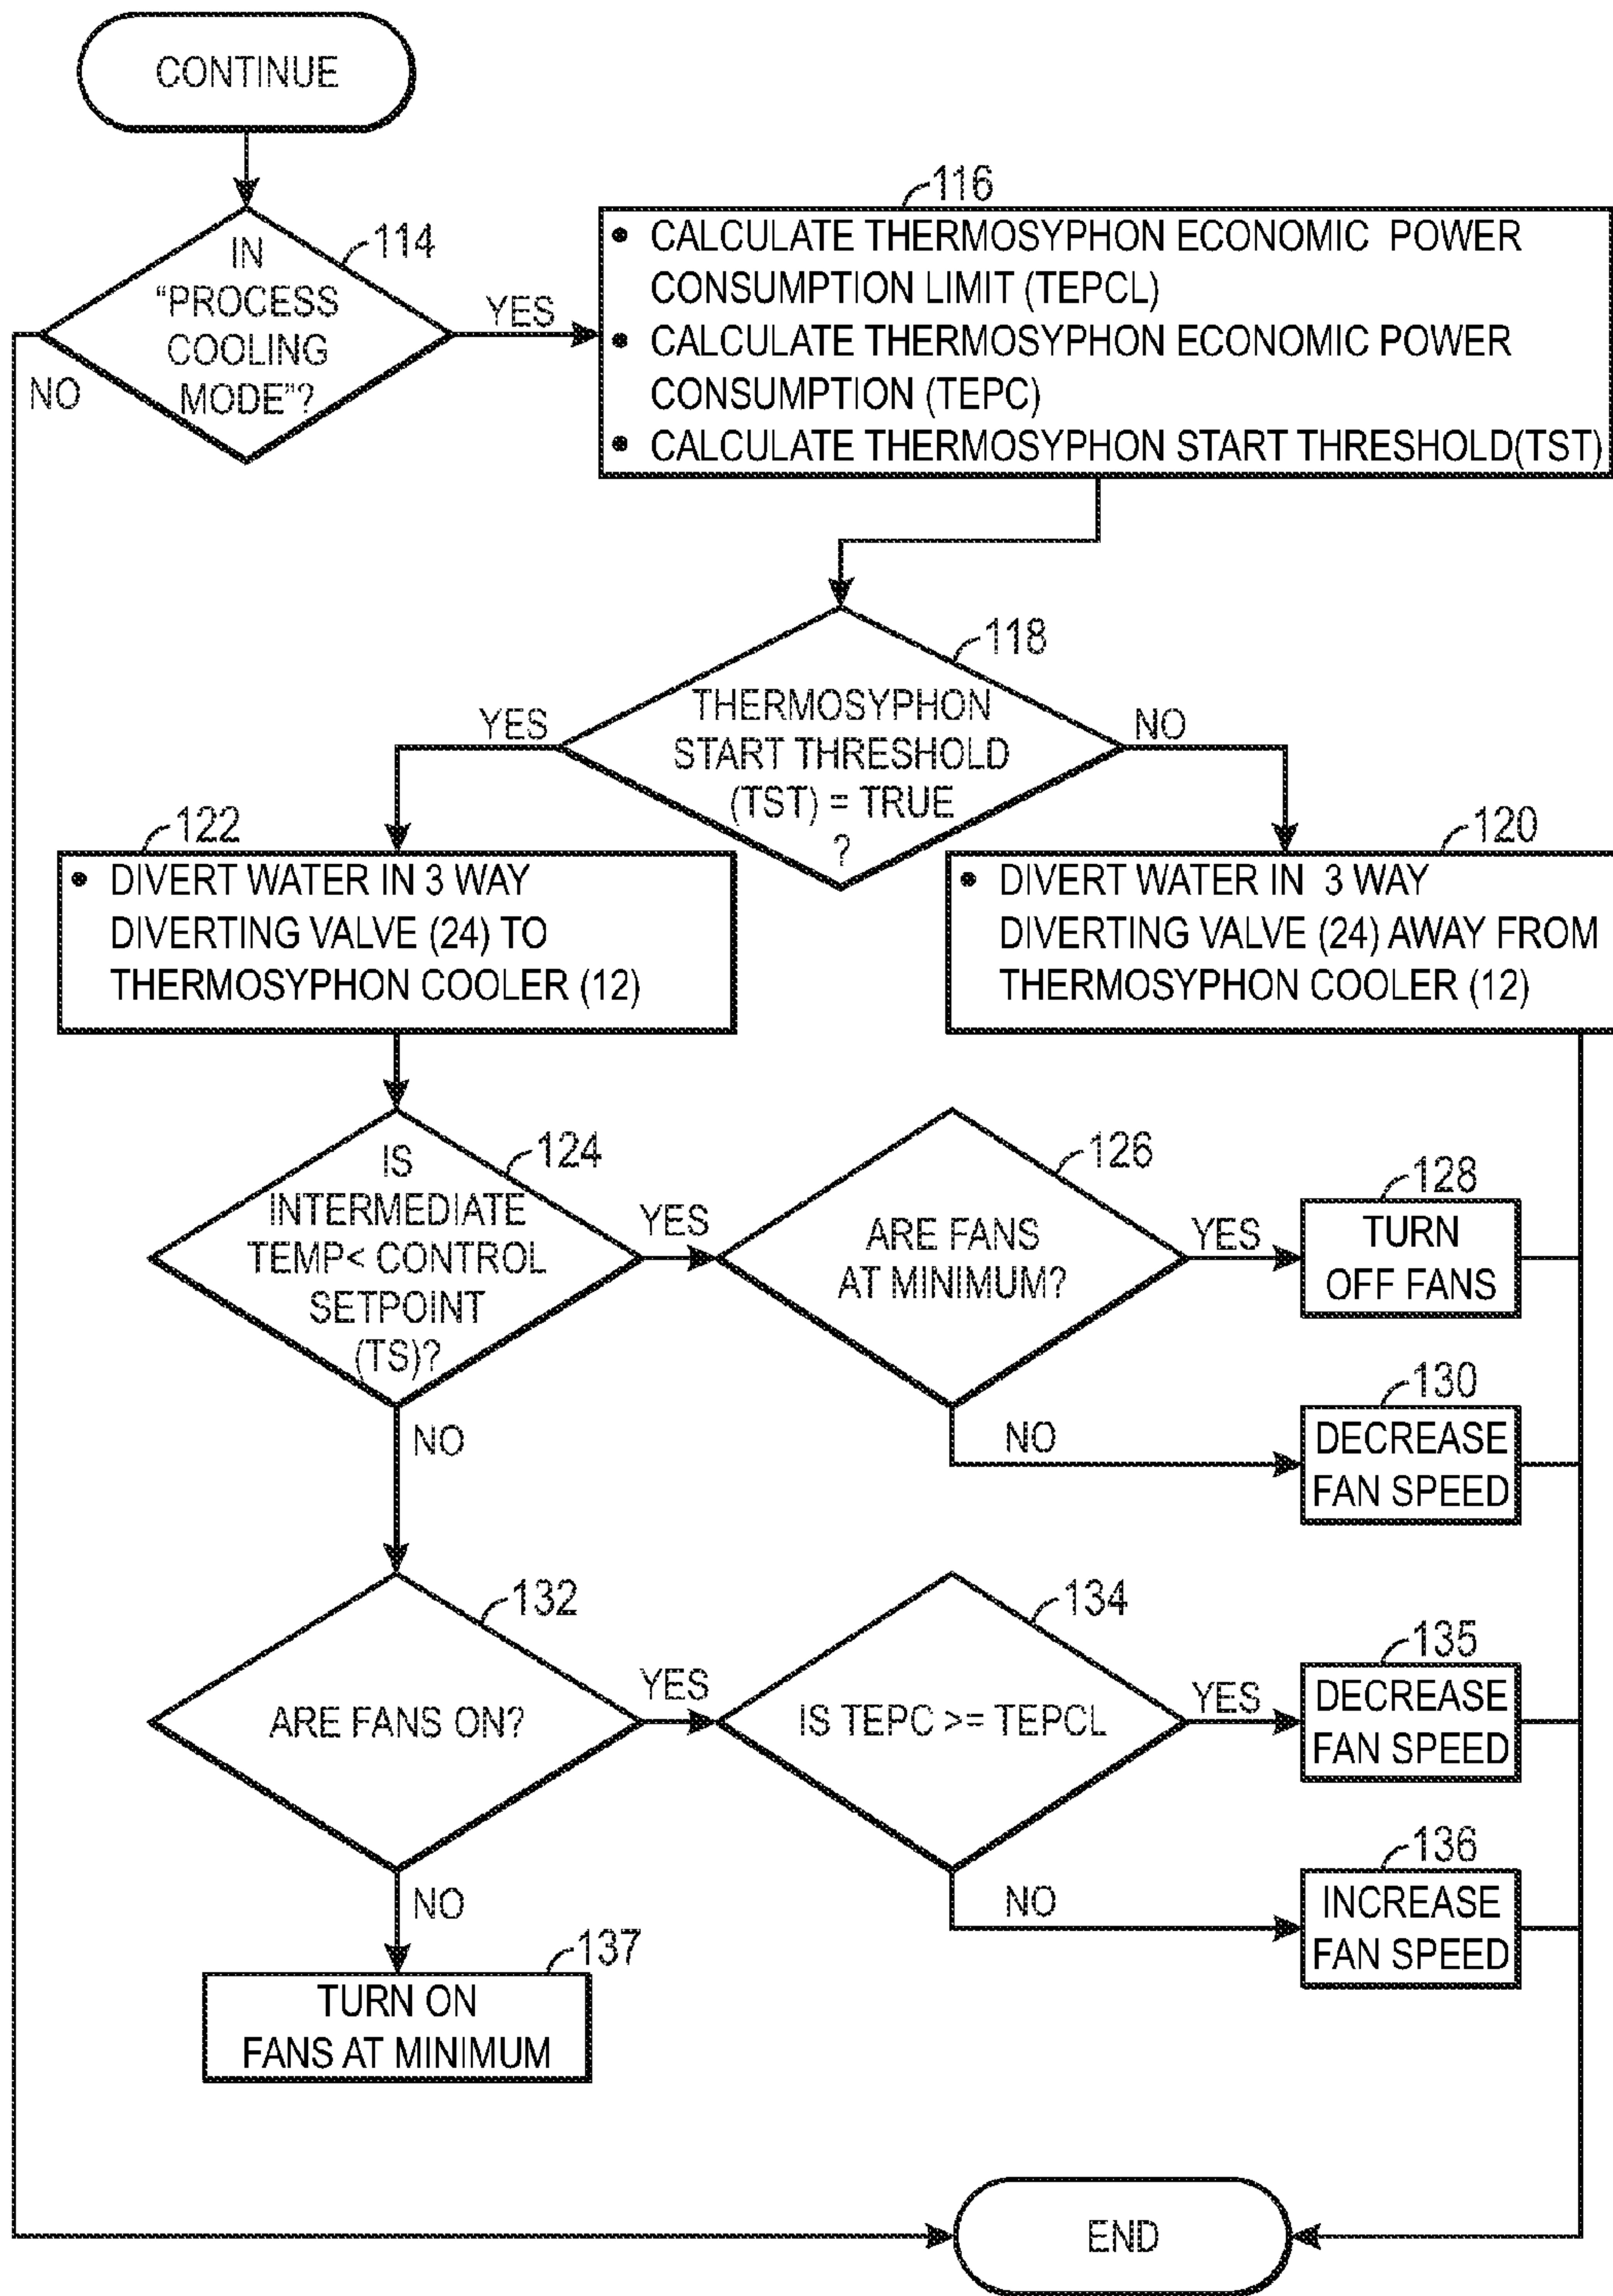 CONTINUE
114
IN
“PROCESS
COOLING
MODE”?
YES
NO
116
• CALCULATE THERMOSYPHON ECONOMIC POWER
CONSUMPTION LIMIT (TEPCL)
• CALCULATE THERMOSYPHON ECONOMIC POWER
CONSUMPTION (TEPC)
• CALCULATE THERMOSYPHON START THRESHOLD(TST)
118
THERMOSYPHON
START THRESHOLD
(TST) = TRUE
?
YES
NO
122
• DIVERT WATER IN 3 WAY
DIVERTING VALVE (24) TO
THERMOSYPHON COOLER (12)
120
• DIVERT WATER IN 3 WAY
DIVERTING VALVE (24) AWAY FROM
THERMOSYPHON COOLER (12)
124
IS
INTERMEDIATE
TEMP< CONTROL
SETPOINT
(TS)?
YES
NO
126
ARE FANS
AT MINIMUM?
YES
NO
128
TURN
OFF FANS
130
DECREASE
FAN SPEED
132
ARE FANS ON?
YES
NO
134
IS TEPC >= TEPCL
YES
NO
135
DECREASE
FAN SPEED
136
INCREASE
FAN SPEED
137
TURN ON
FANS AT MINIMUM
END